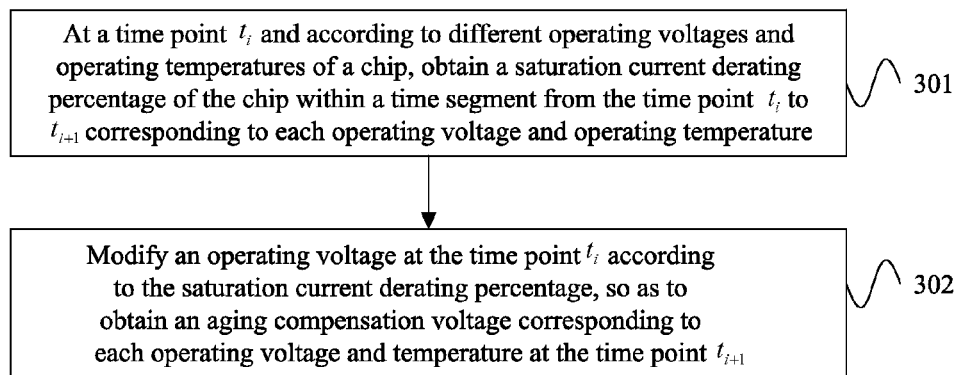 At a time point t_i and according to different operating voltages and
operating temperatures of a chip, obtain a saturation current derating
percentage of the chip within a time segment from the time point t_i to
t_{i+1} corresponding to each operating voltage and operating temperature
301
Modify an operating voltage at the time point t_i according
to the saturation current derating percentage, so as to
obtain an aging compensation voltage corresponding to
each operating voltage and temperature at the time point t_{i+1}
302